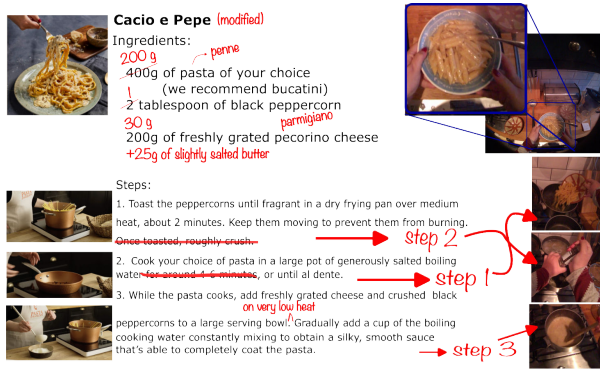 Cacio e Pepe (modified)
Ingredients:
200 g penne
400g of pasta of your choice
(we recommend bucatini)
1
2 tablespoon of black peppercorn
30 g parmigiano
200g of freshly grated pecorino cheese
+25g of slightly salted butter
Steps:
1. Toast the peppercorns until fragrant in a dry frying pan over medium
heat, about 2 minutes. Keep them moving to prevent them from burning.
Once toasted, roughly crush.
step 2
2. Cook your choice of pasta in a large pot of generously salted boiling
water for around 4-6 minutes, or until al dente.
step 1
3. While the pasta cooks, add freshly grated cheese and crushed black
on very low heat
peppercorns to a large serving bowl. Gradually add a cup of the boiling
cooking water constantly mixing to obtain a silky, smooth sauce
that's able to completely coat the pasta.
step 3